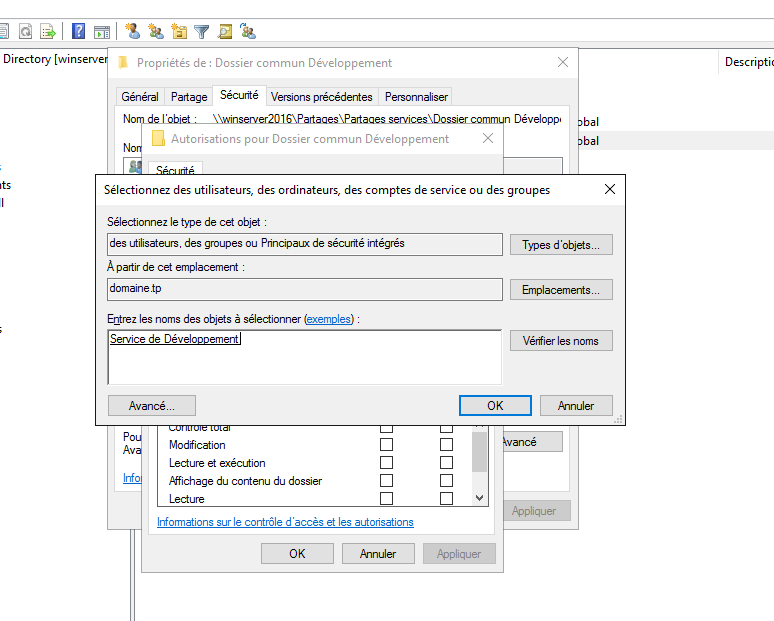 Directory [winserver
Descriptio
Propriétés de : Dossier commun Développement
Général Partage Sécurité Versions précédentes Personnaliser
Nom de l'objet : \\winserver2016\Partages\Partages services\Dossier commun Développe
obal
Autorisations pour Dossier commun Développement
obal
Nom
Sécurité
Sélectionnez des utilisateurs, des ordinateurs, des comptes de service ou des groupes
nts
ll
Sélectionnez le type de cet objet :
des utilisateurs, des groupes ou Principaux de sécurité intégrés
Types d'objets...
À partir de cet emplacement :
domaine.tp
Emplacements...
Entrez les noms des objets à sélectionner (exemples) :
Service de Développement
Vérifier les noms
Avancé...
OK
Annuler
Contrôle total
Pou
Modification
Avancé
Ava
Lecture et exécution
Infor
Affichage du contenu du dossier
Lecture
Appliquer
Informations sur le contrôle d'accès et les autorisations
OK
Annuler
Appliquer